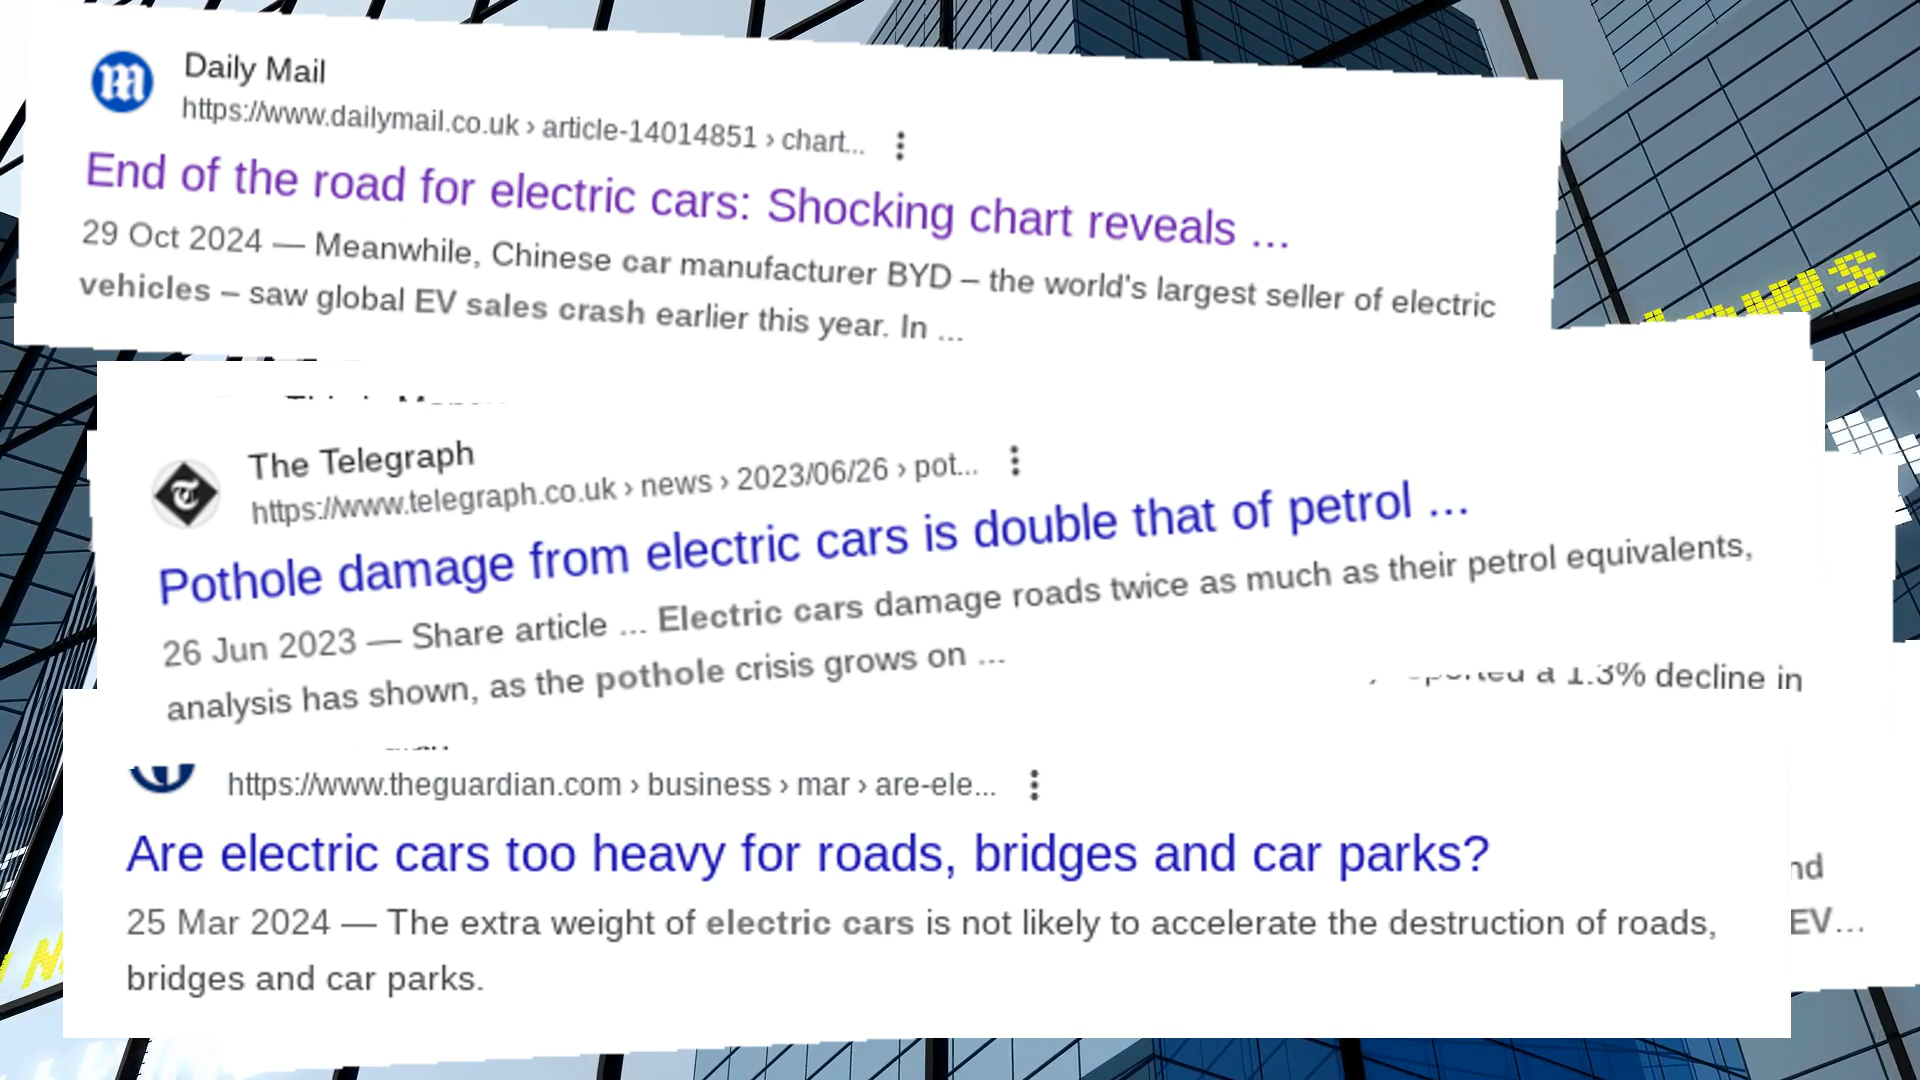 Daily Mail
https://www.dailymail.co.uk › article-14014851 › chart...
End of the road for electric cars: Shocking chart reveals ...
29 Oct 2024 — Meanwhile, Chinese car manufacturer BYD – the world's largest seller of electric
vehicles – saw global EV sales crash earlier this year. In ...
The Telegraph
https://www.telegraph.co.uk › news › 2023/06/26 › pot...
Pothole damage from electric cars is double that of petrol ...
26 Jun 2023 — Share article ... Electric cars damage roads twice as much as their petrol equivalents,
analysis has shown, as the pothole crisis grows on ...
a 1.3% decline in
https://www.theguardian.com › business › mar › are-ele...
Are electric cars too heavy for roads, bridges and car parks?
25 Mar 2024 — The extra weight of electric cars is not likely to accelerate the destruction of roads,
bridges and car parks.
EV...